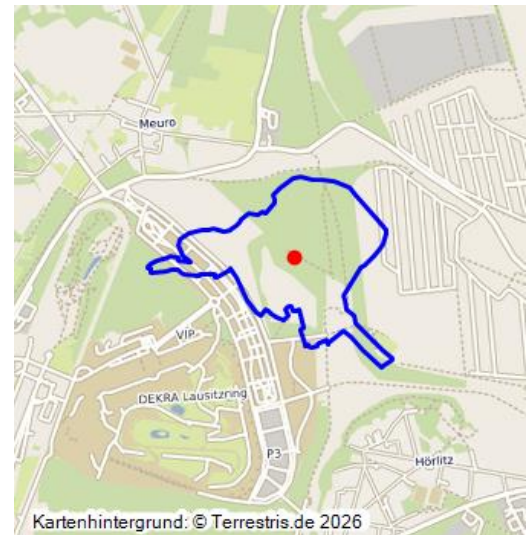 Meuro
VIP
DEKRA Lausitzring
P3
Hörlitz
Kartenhintergrund: © Terrestris.de 2026